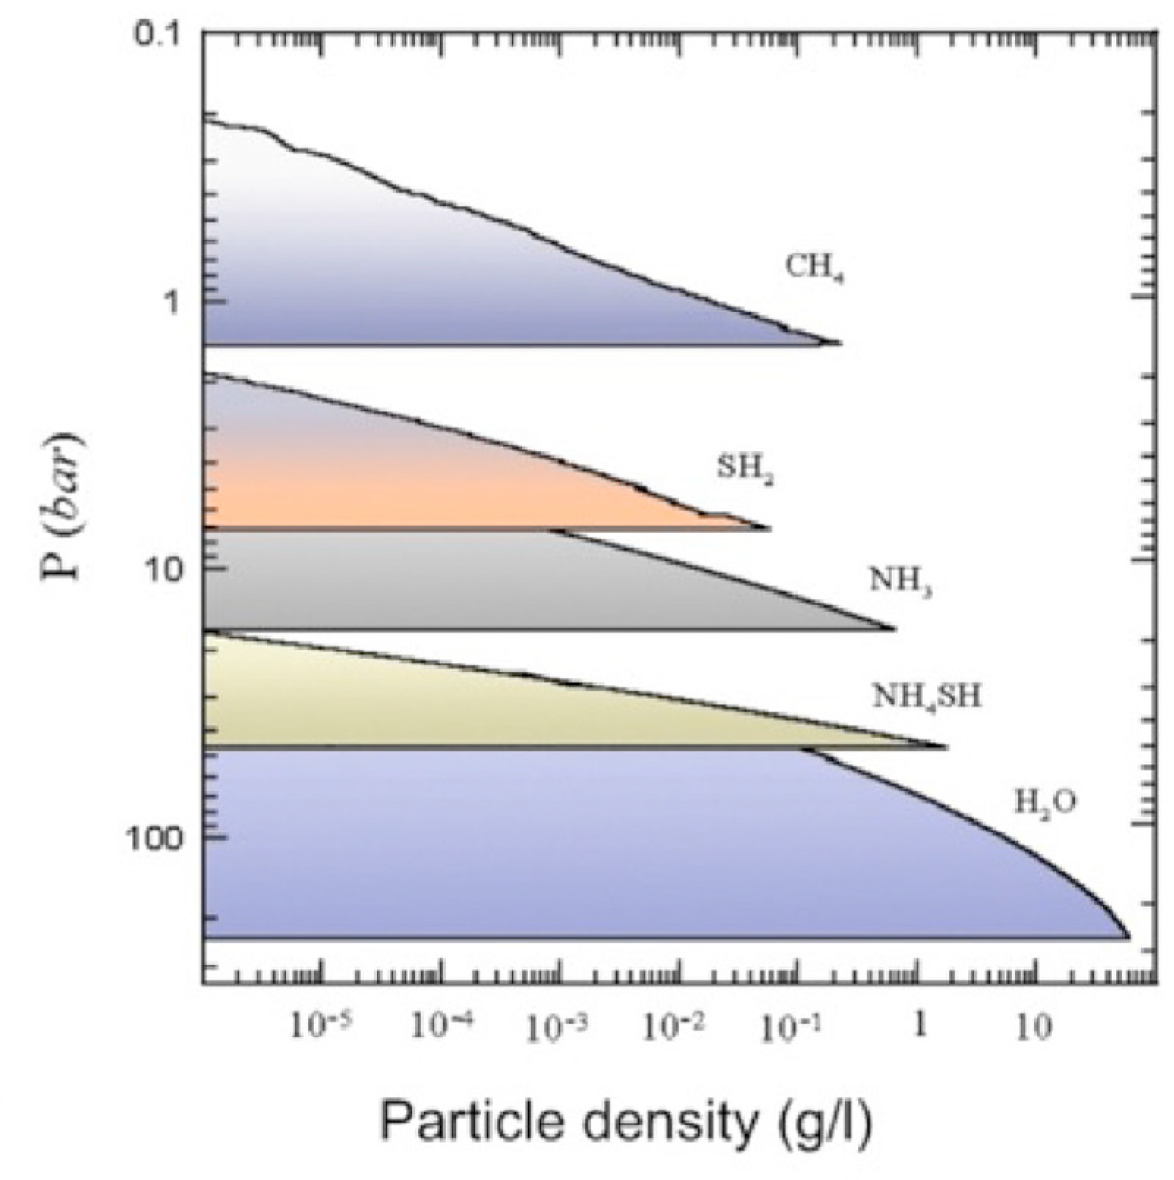 0.1
CH₄
1
P (bar)
SH₂
10
NH₃
NH₄SH
H₂O
100
10⁻⁵ 10⁻⁴ 10⁻³ 10⁻² 10⁻¹ 1 10
Particle density (g/l)